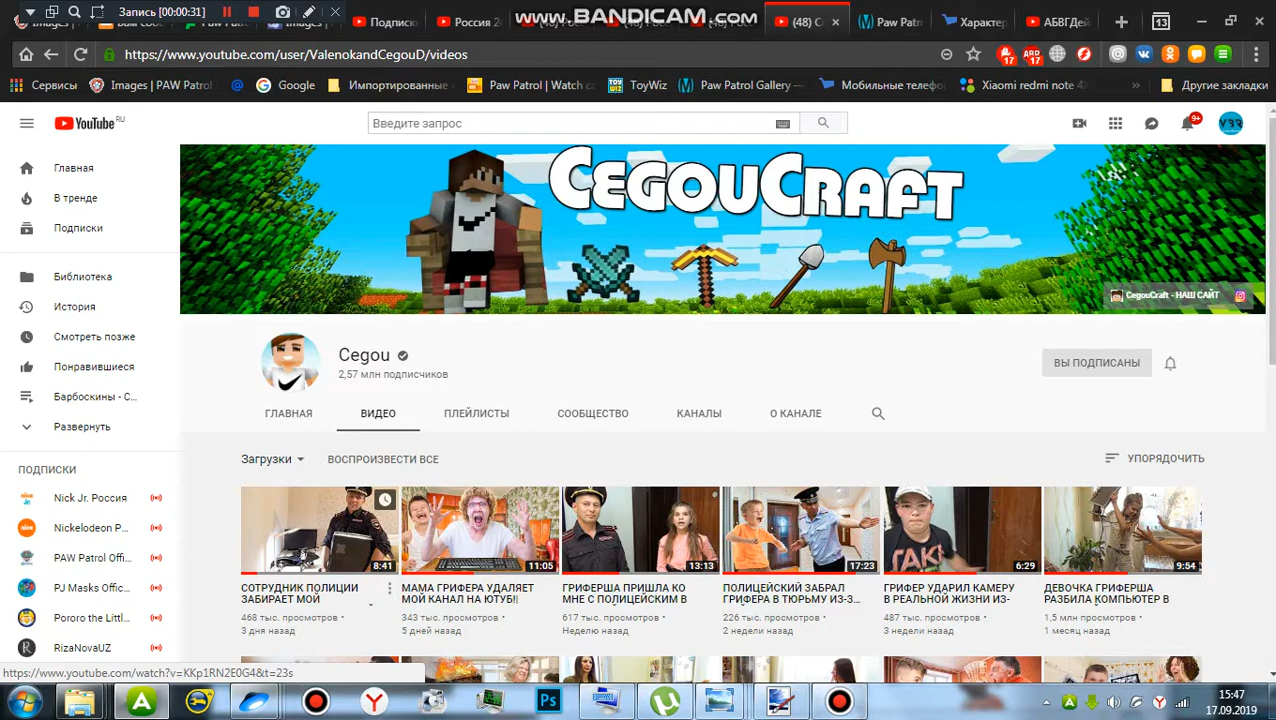 Запись [00:00:31]
www.BANDICAM.com
Подписк
Россия 2
(48)
Paw Patr
Характер
АБВГДей
13
https://www.youtube.com/user/ValenokandCegouD/videos
17
17
Сервисы
Images | PAW Patrol
Google
Импортированные
Paw Patrol | Watch ca
ToyWiz
Paw Patrol Gallery —
Мобильные телефо
Xiaomi redmi note 4
»
Другие закладки
YouTube RU
Введите запрос
9+
Главная
В тренде
Подписки
Библиотека
История
Смотреть позже
Понравившиеся
Барбоскины - С...
Развернуть
ПОДПИСКИ
Nick Jr. Россия
Nickelodeon P...
PAW Patrol Offi...
PJ Masks Offic...
Pororo the Littl...
RizaNovaUZ
CEGOUCRAFT
CegouCraft - НАШ САЙТ
Cegou
2,57 млн подписчиков
ВЫ ПОДПИСАНЫ
ГЛАВНАЯ
ВИДЕО
ПЛЕЙЛИСТЫ
СООБЩЕСТВО
КАНАЛЫ
О КАНАЛЕ
Загрузки
ВОСПРОИЗВЕСТИ ВСЕ
УПОРЯДОЧИТЬ
8:41
СОТРУДНИК ПОЛИЦИИ
ЗАБИРАЕТ МОЙ
468 тыс. просмотров •
3 дня назад
11:05
МАМА ГРИФЕРА УДАЛЯЕТ
МОЙ КАНАЛ НА ЮТУБ!
343 тыс. просмотров •
5 дней назад
13:13
ГРИФЕРША ПРИШЛА КО
МНЕ С ПОЛИЦЕЙСКИМ В
617 тыс. просмотров •
Неделю назад
17:23
ПОЛИЦЕЙСКИЙ ЗАБРАЛ
ГРИФЕРА В ТЮРЬМУ ИЗ-З...
226 тыс. просмотров •
2 недели назад
6:29
ГРИФЕР УДАРИЛ КАМЕРУ
В РЕАЛЬНОЙ ЖИЗНИ ИЗ-
487 тыс. просмотров •
3 недели назад
9:54
ДЕВОЧКА ГРИФЕРША
РАЗБИЛА КОМПЬЮТЕР В
1,5 млн просмотров •
1 месяц назад
https://www.youtube.com/watch?v=KKp1RN2E0G4&t=23s
Ps
15:47
17.09.2019